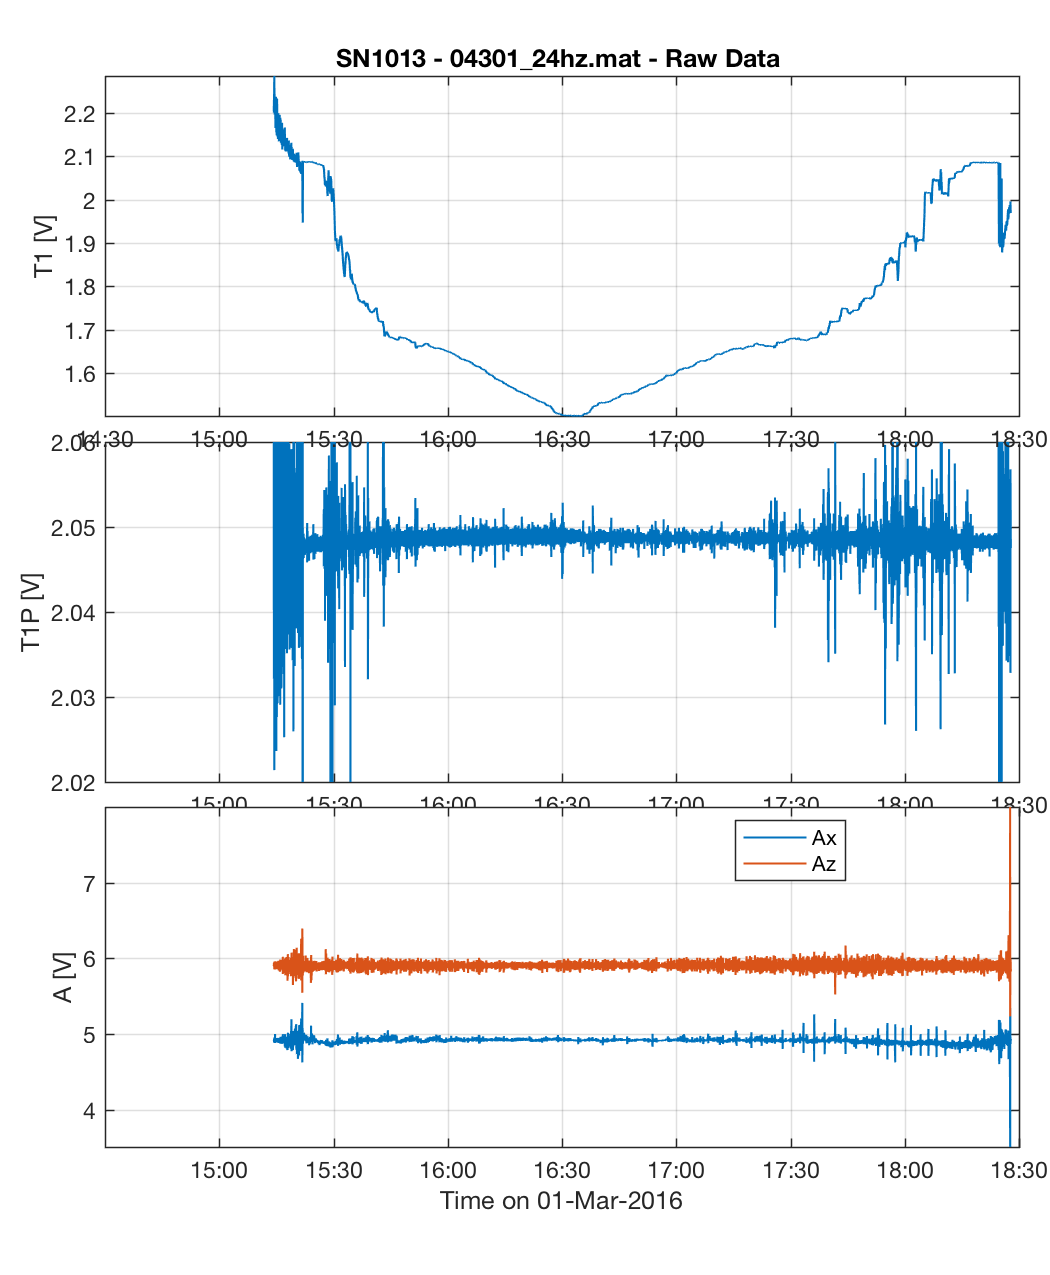 SN1013 - 04301_24hz.mat - Raw Data
T1 [V]
2.2
2.1
2
1.9
1.8
1.7
1.6
14:30 15:00 15:30 16:00 16:30 17:00 17:30 18:00 18:30
T1P [V]
2.06
2.05
2.04
2.03
2.02
15:00 15:30 16:00 16:30 17:00 17:30 18:00 18:30
A [V]
Ax
Az
7
6
5
4
15:00 15:30 16:00 16:30 17:00 17:30 18:00 18:30
Time on 01-Mar-2016